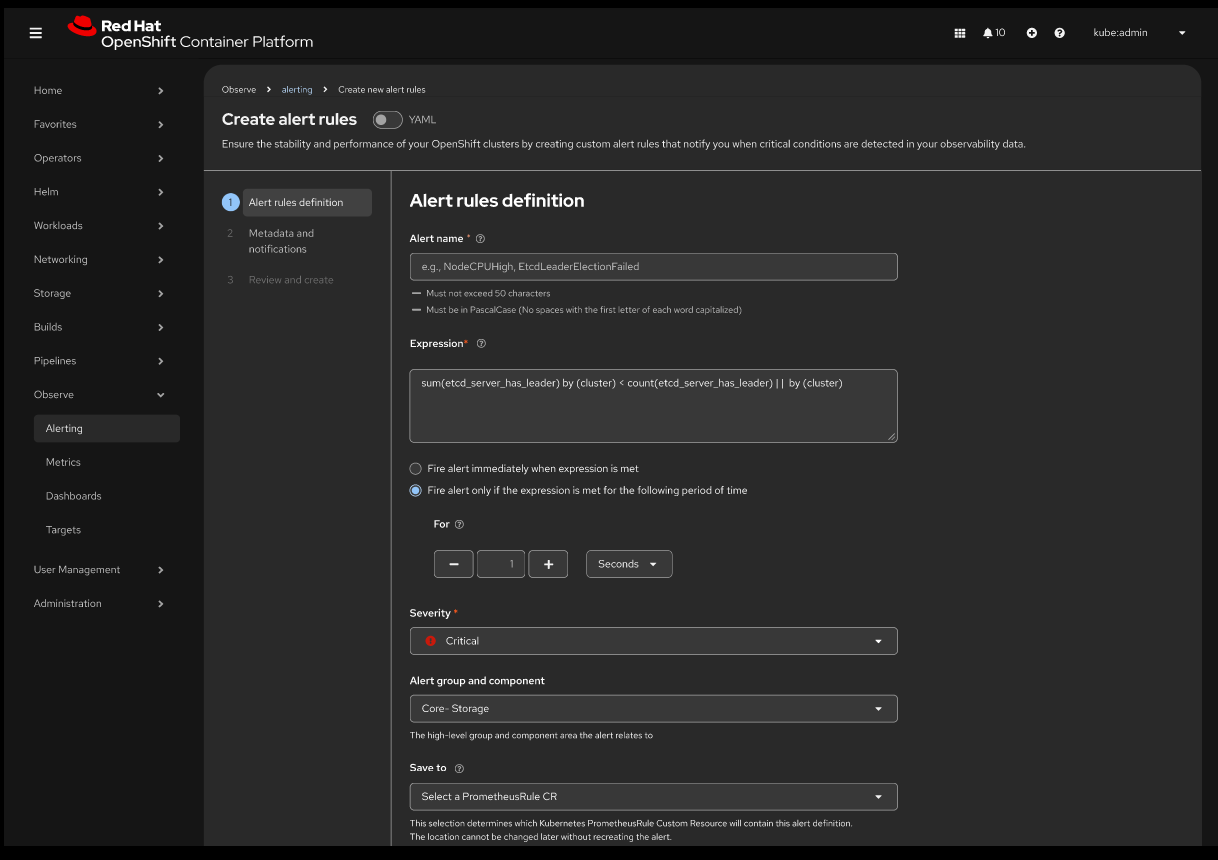 Red Hat
OpenShift Container Platform
10
kube:admin
Home
Favorites
Operators
Helm
Workloads
Networking
Storage
Builds
Pipelines
Observe
Alerting
Metrics
Dashboards
Targets
User Management
Administration
Observe > alerting > Create new alert rules
Create alert rules YAML
Ensure the stability and performance of your OpenShift clusters by creating custom alert rules that notify you when critical conditions are detected in your observability data.
1 Alert rules definition
2 Metadata and
notifications
3 Review and create
Alert rules definition
Alert name *
e.g., NodeCPUHigh, EtcdLeaderElectionFailed
Must not exceed 50 characters
Must be in PascalCase (No spaces with the first letter of each word capitalized)
Expression*
sum(etcd_server_has_leader) by (cluster) < count(etcd_server_has_leader) || by (cluster)
Fire alert immediately when expression is met
Fire alert only if the expression is met for the following period of time
For
1 Seconds
Severity *
Critical
Alert group and component
Core- Storage
The high-level group and component area the alert relates to
Save to
Select a PrometheusRule CR
This selection determines which Kubernetes PrometheusRule Custom Resource will contain this alert definition.
The location cannot be changed later without recreating the alert.